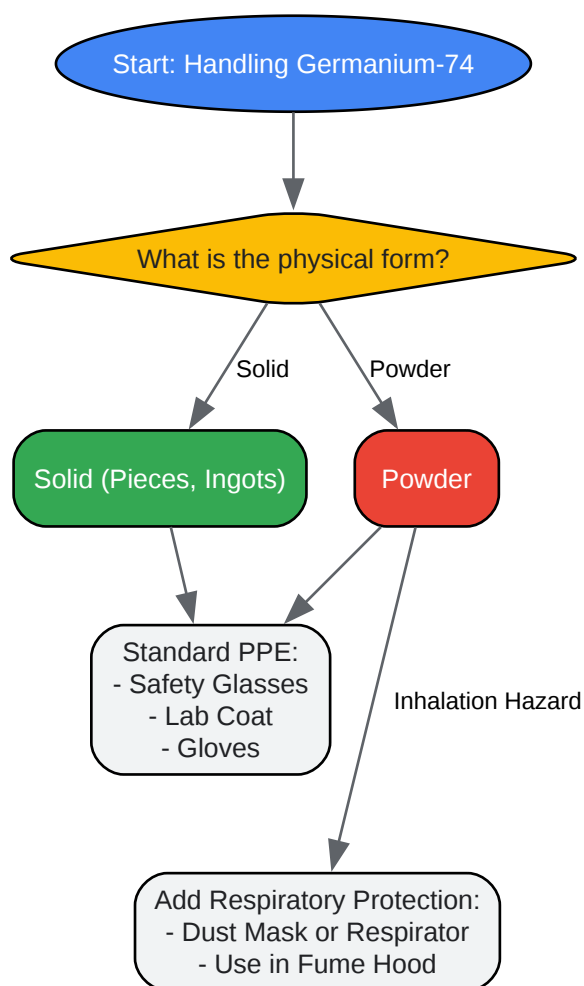 Start: Handling Germanium-74
What is the physical form?
Solid
Powder
Solid (Pieces, Ingots)
Powder
Standard PPE:
- Safety Glasses
- Lab Coat
- Gloves
Inhalation Hazard
Add Respiratory Protection:
- Dust Mask or Respirator
- Use in Fume Hood